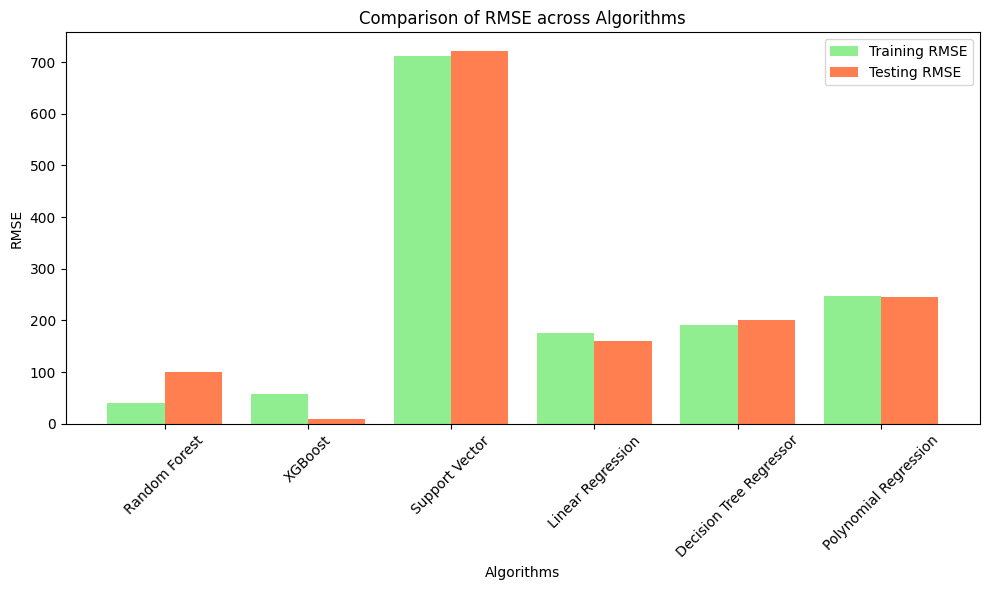 Comparison of RMSE across Algorithms
Training RMSE
Testing RMSE
RMSE
700
600
500
400
300
200
100
0
Random Forest
XGBoost
Support Vector
Linear Regression
Decision Tree Regressor
Polynomial Regression
Algorithms